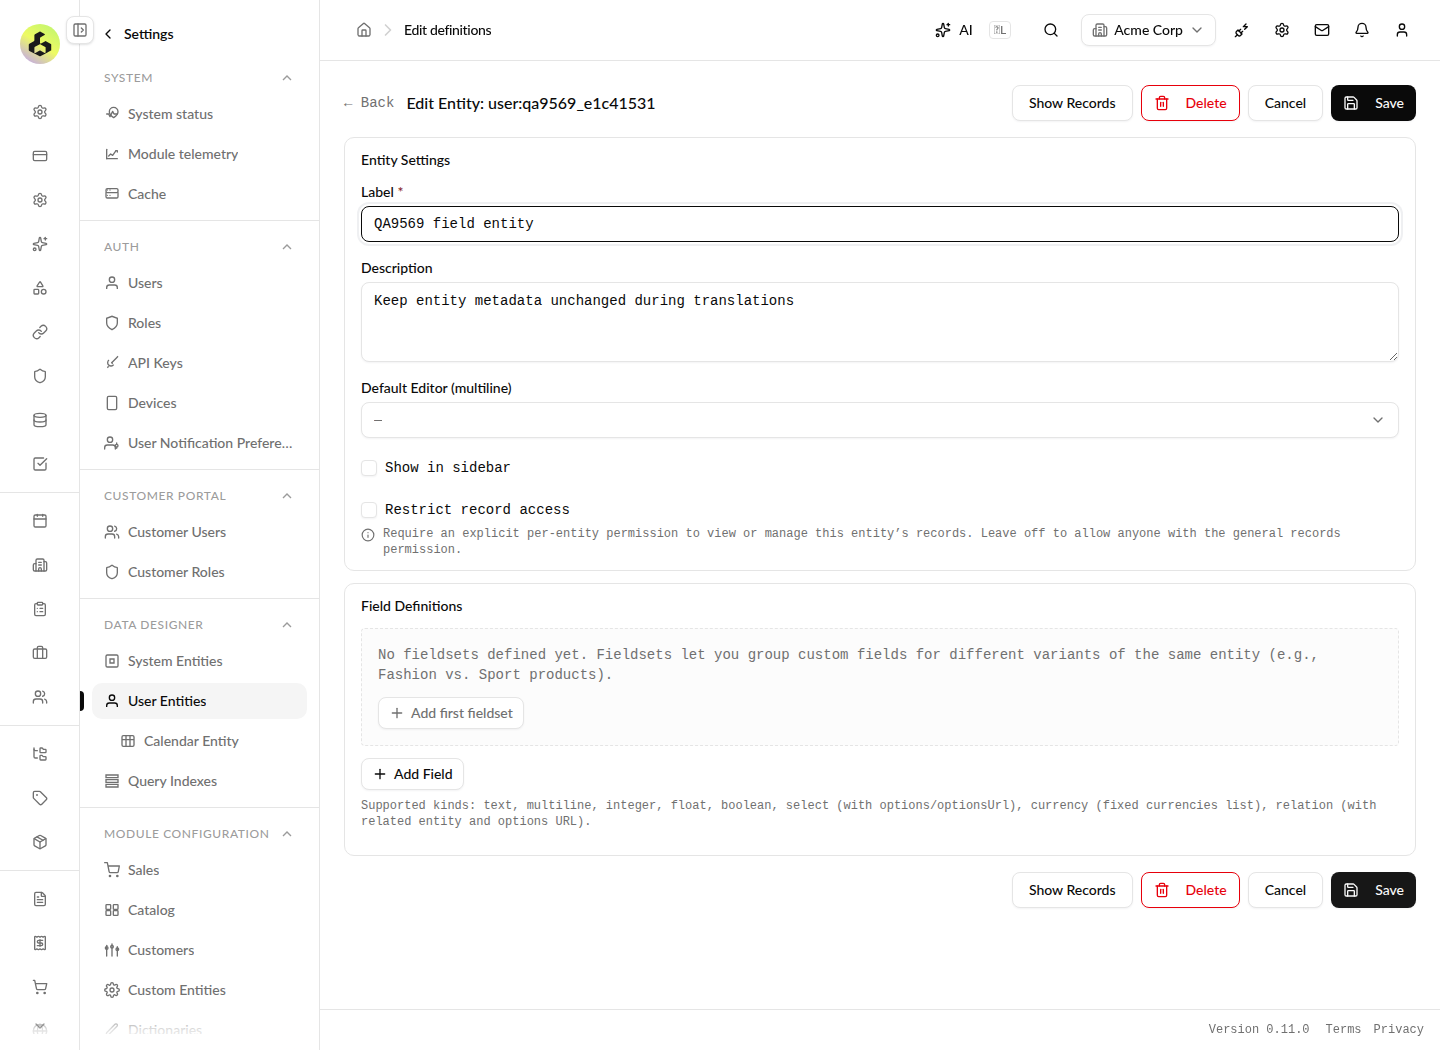 Settings
SYSTEM
System status
Module telemetry
Cache
AUTH
Users
Roles
API Keys
Devices
User Notification Prefere...
CUSTOMER PORTAL
Customer Users
Customer Roles
DATA DESIGNER
System Entities
User Entities
Calendar Entity
Query Indexes
MODULE CONFIGURATION
Sales
Catalog
Customers
Custom Entities
Dictionaries
Edit definitions
AI
L
Acme Corp
← Back
Edit Entity: user:qa9569_e1c41531
Show Records
Delete
Cancel
Save
Entity Settings
Label *
QA9569 field entity
Description
Keep entity metadata unchanged during translations
Default Editor (multiline)
—
Show in sidebar
Restrict record access
Require an explicit per-entity permission to view or manage this entity’s records. Leave off to allow anyone with the general records
permission.
Field Definitions
No fieldsets defined yet. Fieldsets let you group custom fields for different variants of the same entity (e.g.,
Fashion vs. Sport products).
Add first fieldset
Add Field
Supported kinds: text, multiline, integer, float, boolean, select (with options/optionsUrl), currency (fixed currencies list), relation (with
related entity and options URL).
Show Records
Delete
Cancel
Save
Version 0.11.0
Terms
Privacy